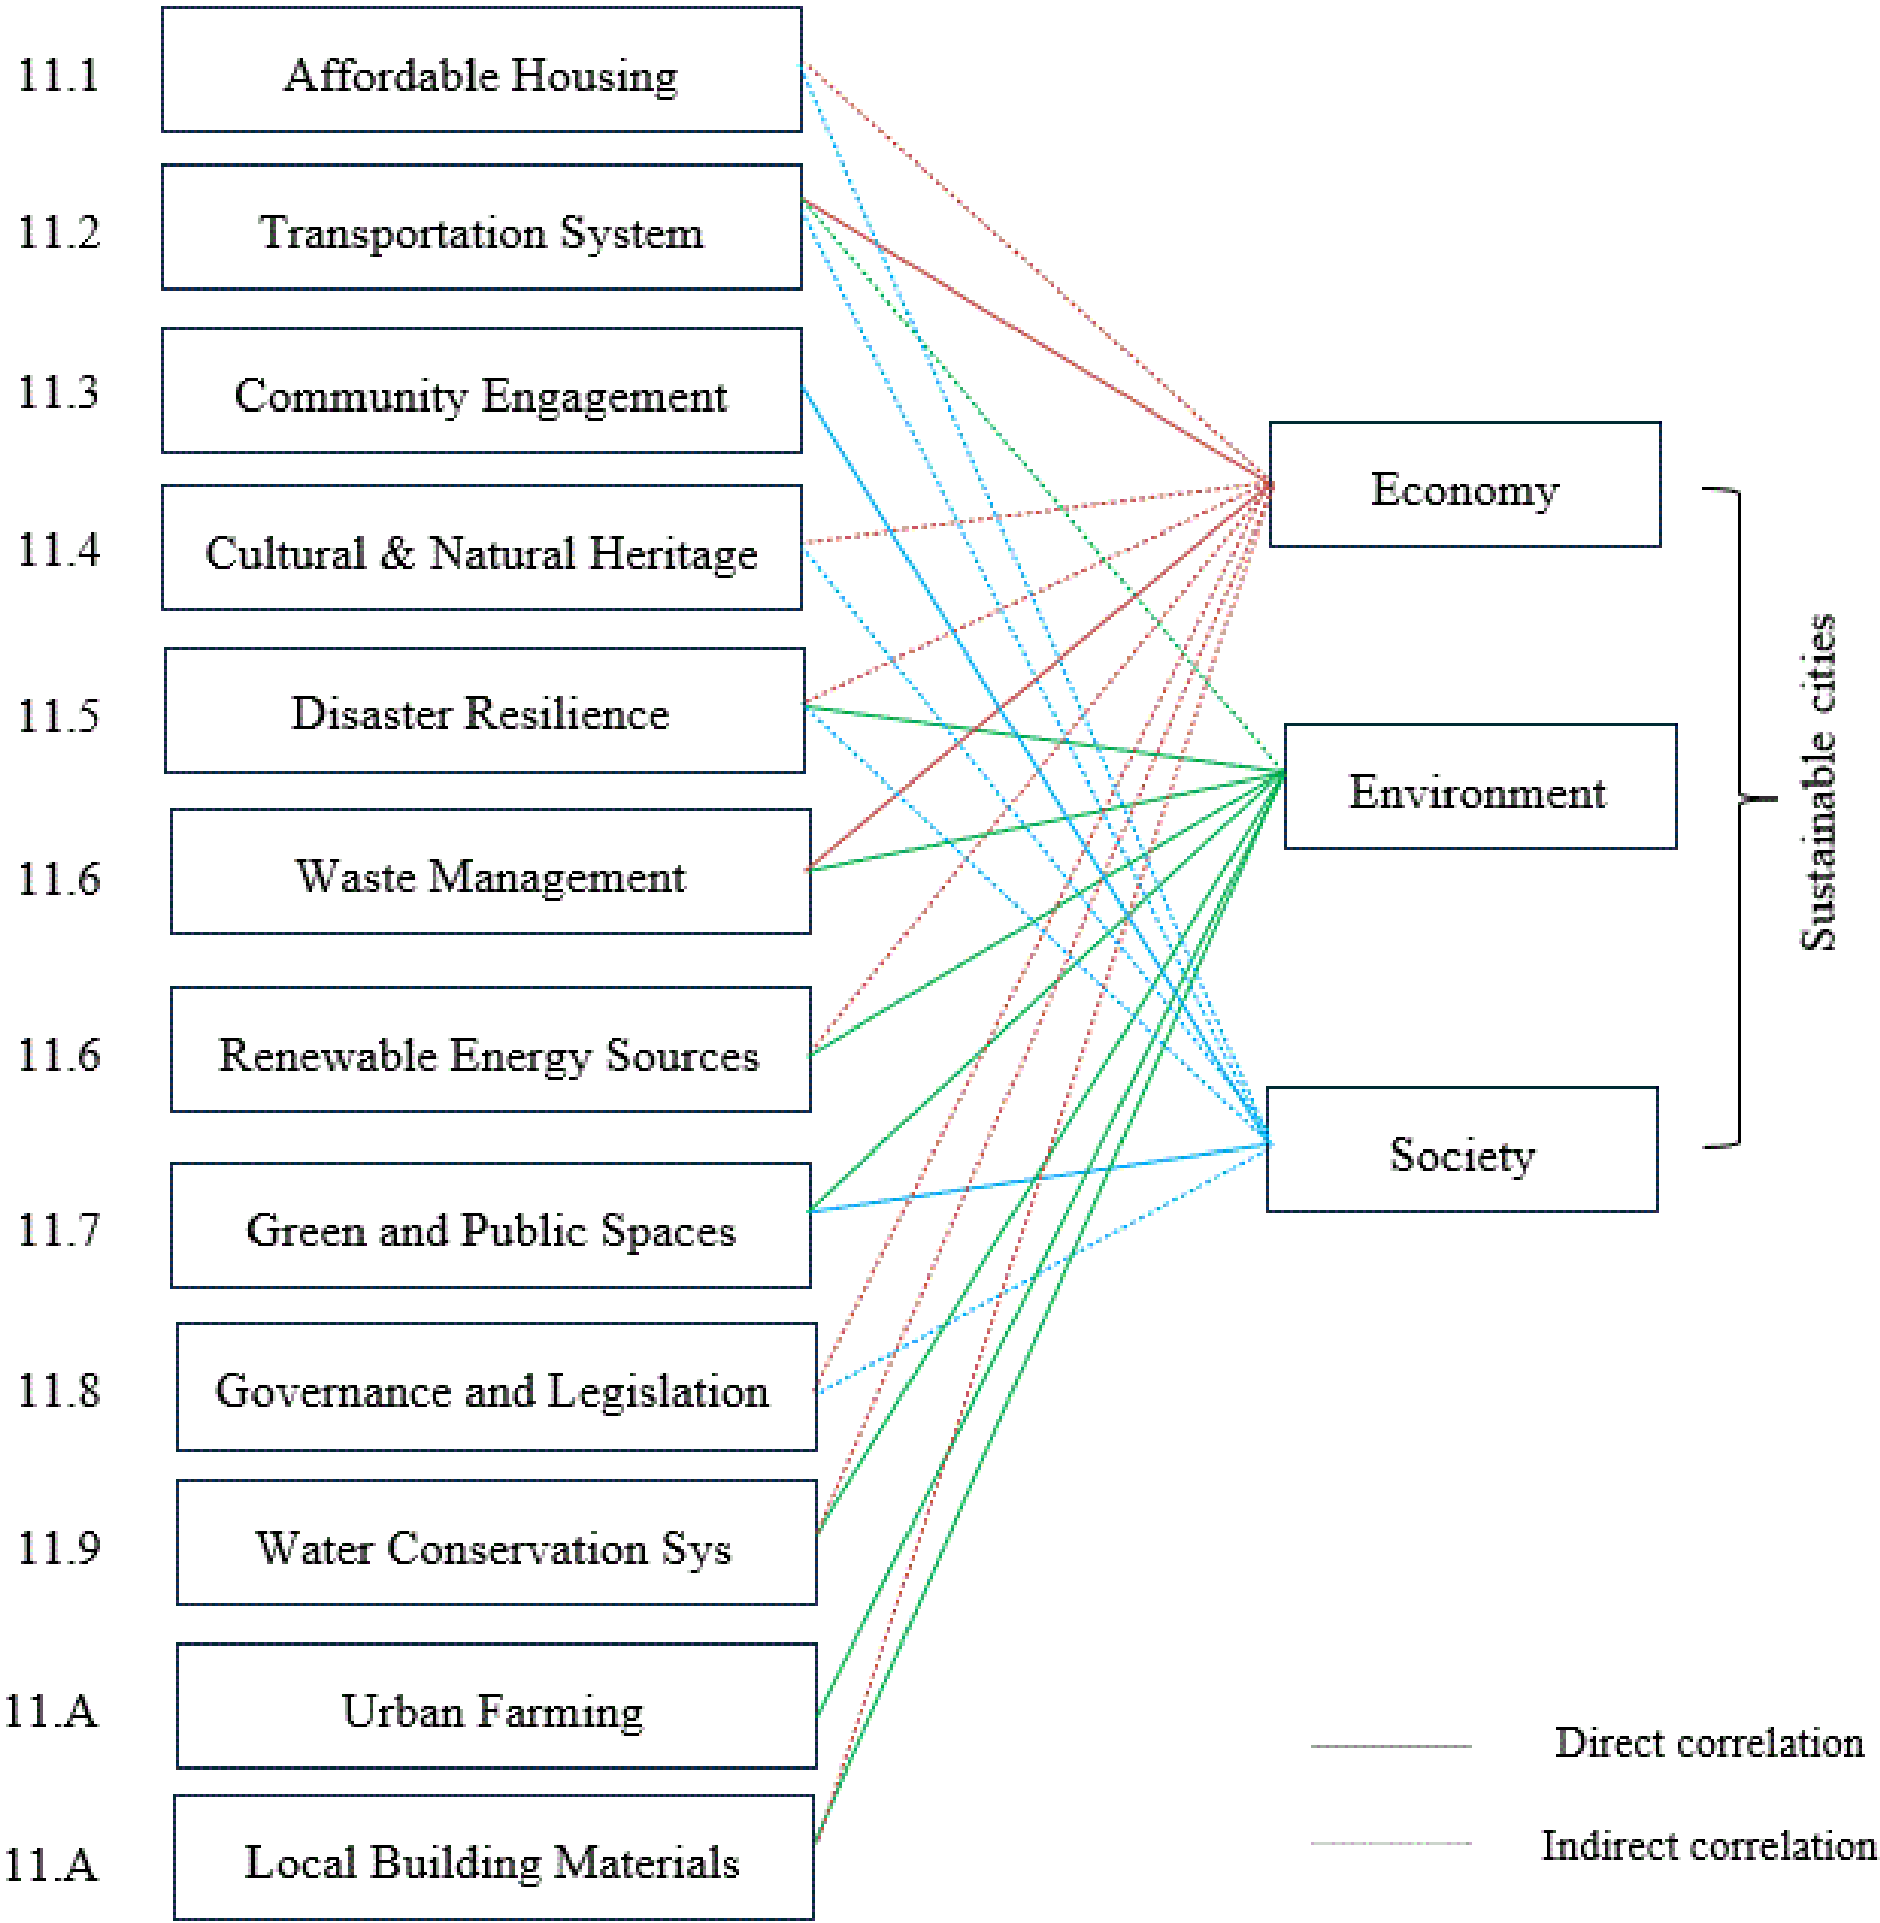 11.1 Affordable Housing
11.2 Transportation System
11.3 Community Engagement
11.4 Cultural & Natural Heritage
11.5 Disaster Resilience
11.6 Waste Management
11.6 Renewable Energy Sources
11.7 Green and Public Spaces
11.8 Governance and Legislation
11.9 Water Conservation Sys
11.A Urban Farming
11.A Local Building Materials
Economy
Environment
Society
Sustainable cities
Direct correlation
Indirect correlation